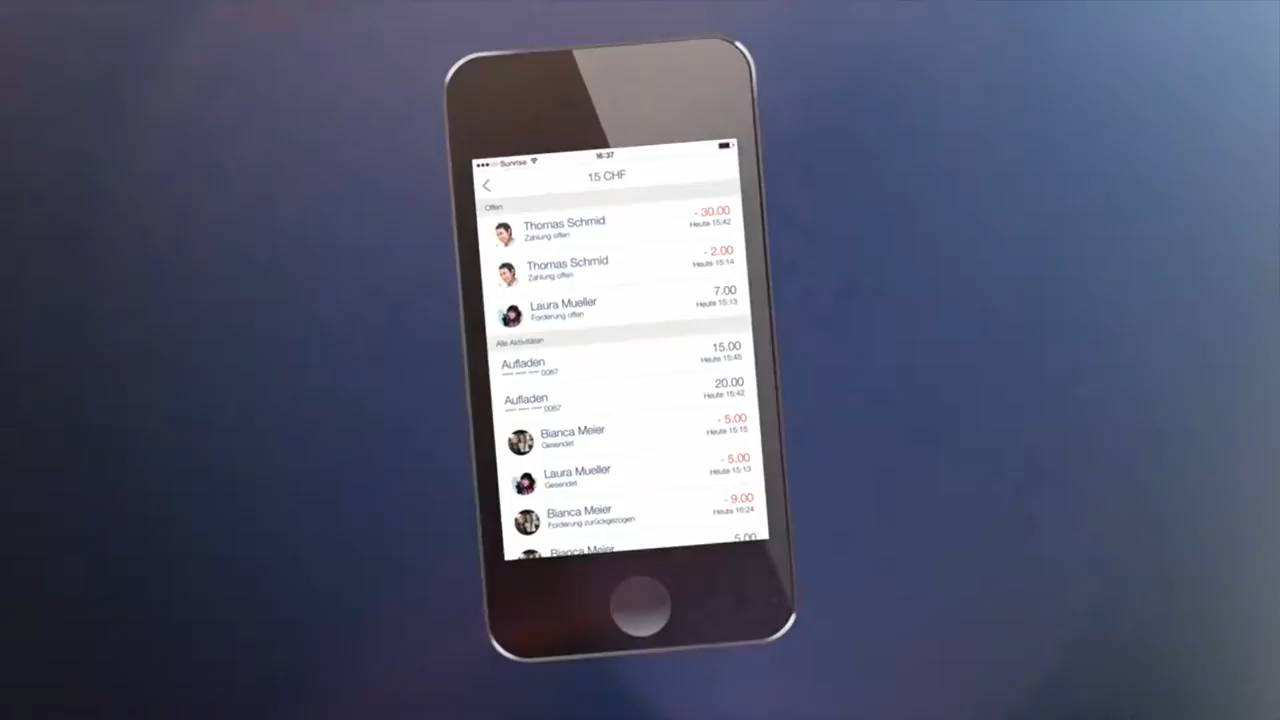 Sunrise 16:37
15 CHF
Offen
Thomas Schmid - 30.00
Zahlung offen Heute 15:42
Thomas Schmid - 2.00
Zahlung offen Heute 15:14
Laura Mueller 7.00
Forderung offen Heute 15:13
Alle Aktivitäten
Aufladen 15.00
**** **** **** 0067 Heute 15:45
Aufladen 20.00
**** **** **** 0067 Heute 15:42
Bianca Meier - 5.00
Gesendet Heute 15:15
Laura Mueller - 5.00
Gesendet Heute 15:13
Bianca Meier - 9.00
Forderung zurückgezogen Heute 16:24
Bianca Meier 5.00